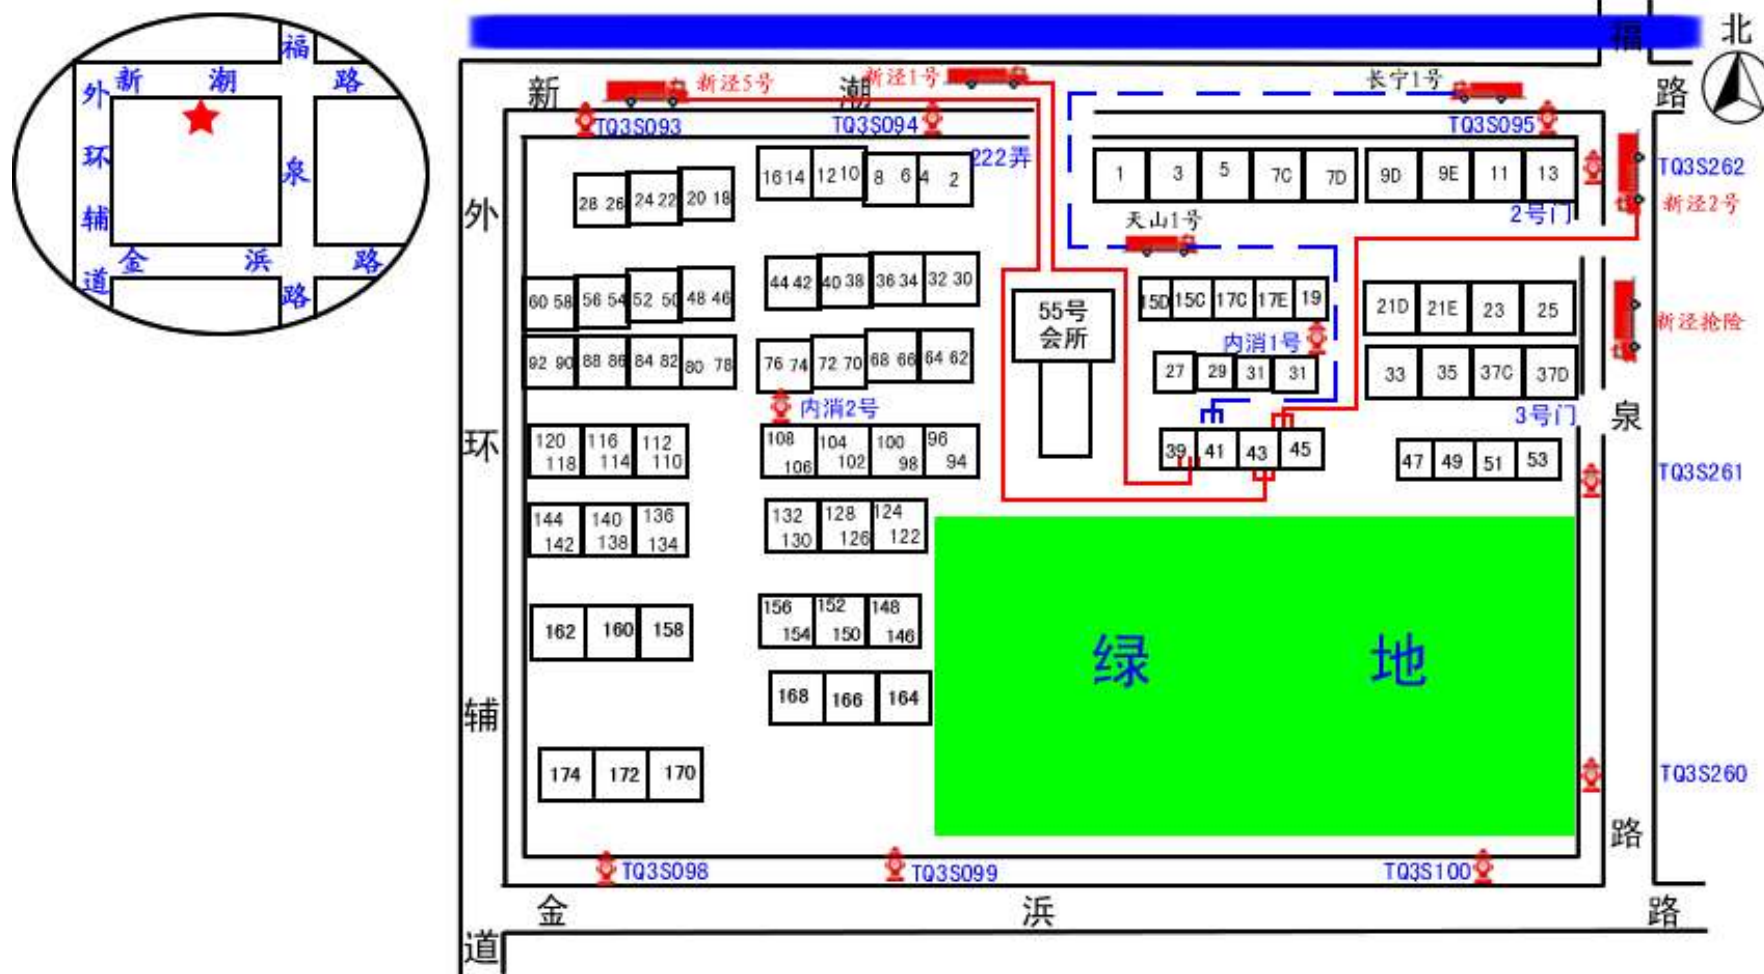 福
新 潮 路
外 环 辅 道
泉
金 浜 路
路
福
北
新 潮 路
新泾5号
新泾1号
长宁1号
TQ3S093
TQ3S094
TQ3S095
222弄
TQ3S262
新泾2号
2号门
天山1号
外 环 辅 道
28 26 24 22 20 18
16 14 12 10 8 6 4 2
1 3 5 7C 7D
9D 9E 11 13
60 58 56 54 52 50 48 46
44 42 40 38 36 34 32 30
55号
会所
15D 15C 17C 17E 19
内消1号
21D 21E 23 25
新泾抢险
92 90 88 86 84 82 80 78
76 74 72 70 68 66 64 62
27 29 31 31
33 35 37C 37D
内消2号
3号门
泉
120 118 116 114 112 110
108 106 104 102 100 98 96 94
39 41 43 45
47 49 51 53
TQ3S261
144 142 140 138 136 134
132 130 128 126 124 122
162 160 158
156 154 152 150 148 146
绿 地
168 166 164
174 172 170
TQ3S260
路
TQ3S098
TQ3S099
TQ3S100
金 浜 路